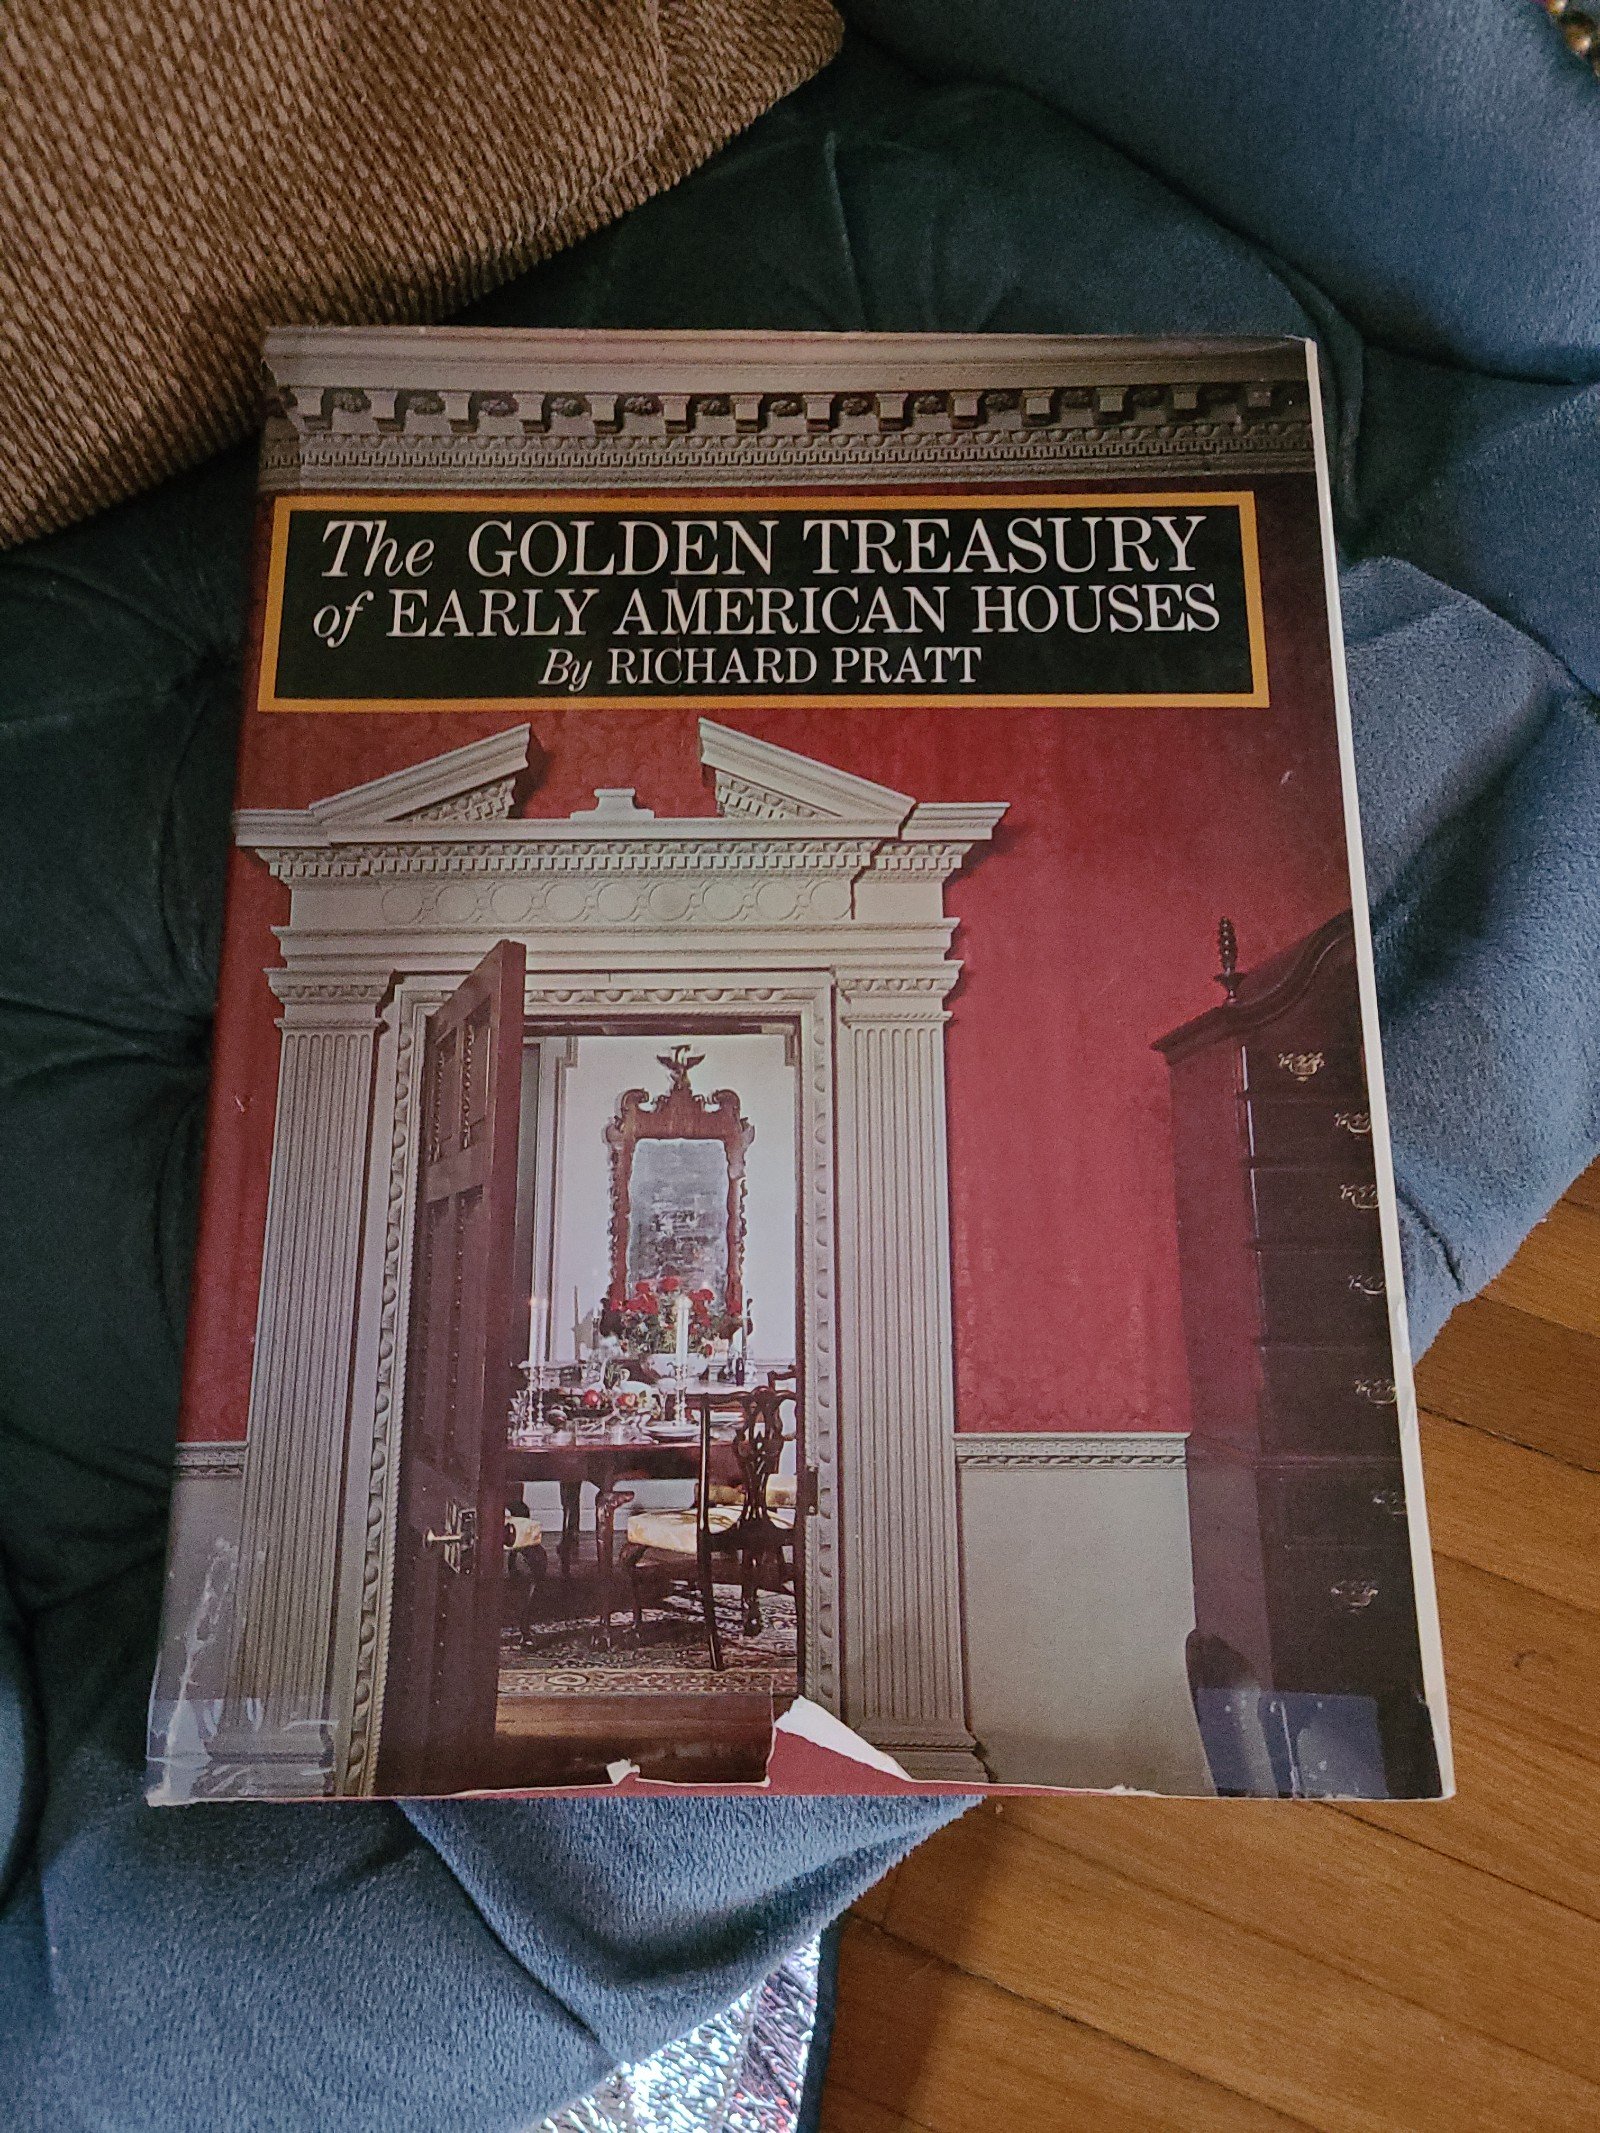 The GOLDEN TREASURY
of EARLY AMERICAN HOUSES
By RICHARD PRATT